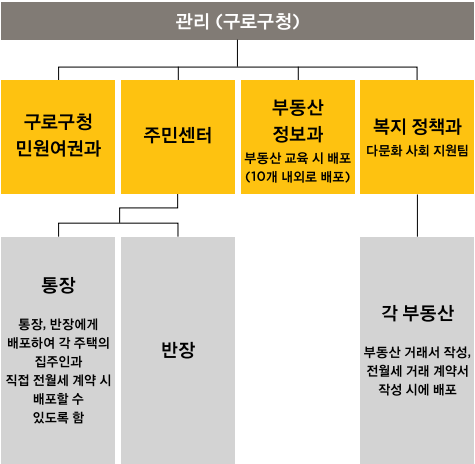 관리 (구로구청)
구로구청
민원여권과
주민센터
부동산
정보과
부동산 교육 시 배포
(10개 내외로 배포)
복지 정책과
다문화 사회 지원팀
통장
통장, 반장에게
배포하여 각 주택의
집주인과
직접 전월세 계약 시
배포할 수
있도록 함
반장
각 부동산
부동산 거래서 작성,
전월세 거래 계약서
작성 시에 배포